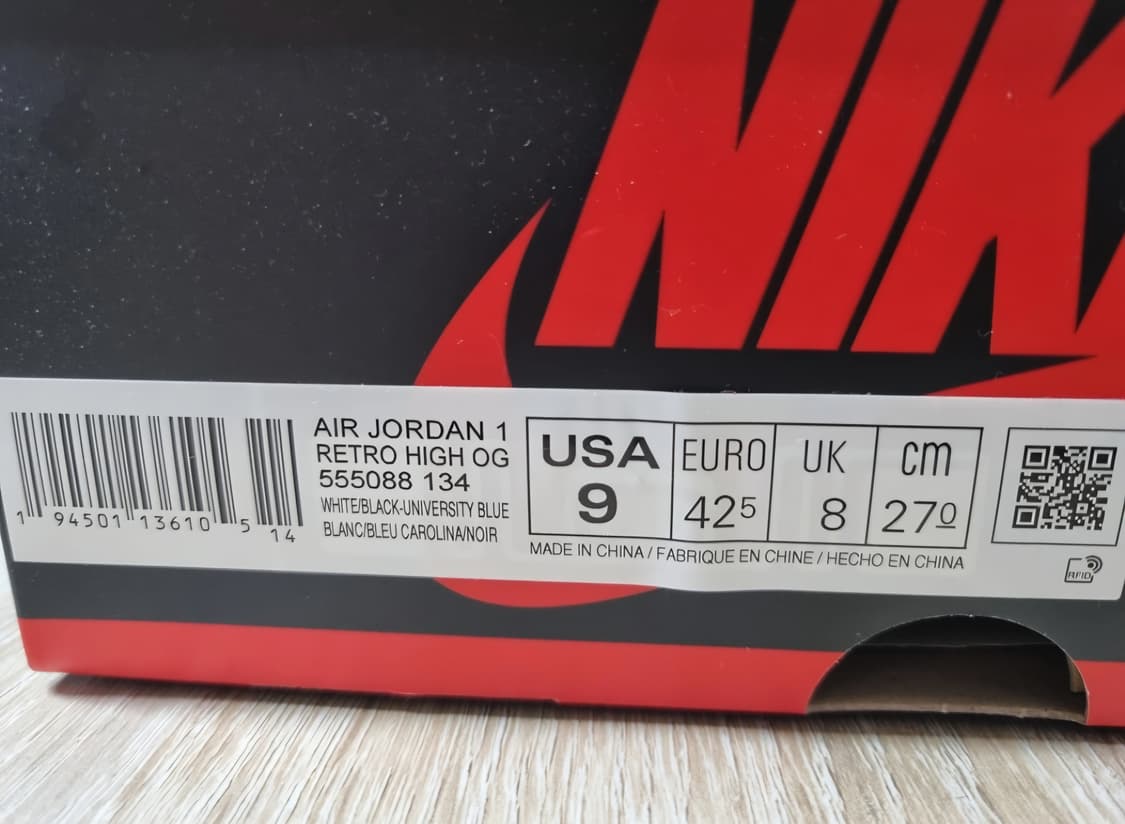 NIK
AIR JORDAN 1
RETRO HIGH OG
555088 134
WHITE/BLACK-UNIVERSITY BLUE
BLANC/BLEU CAROLINA/NOIR
1 94501 13610 5 14
USA EURO UK cm
9 42 5 8 27 0
MADE IN CHINA / FABRIQUE EN CHINE / HECHO EN CHINA
RFID